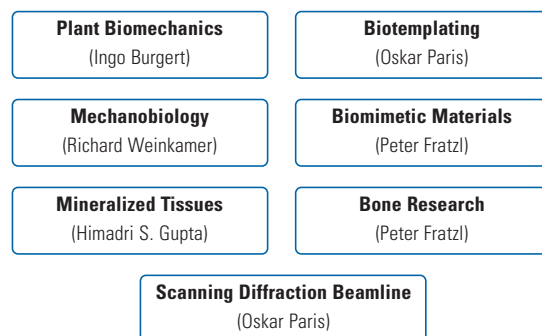 Plant Biomechanics
(Ingo Burgert)
Biotemplating
(Oskar Paris)
Mechanobiology
(Richard Weinkamer)
Biomimetic Materials
(Peter Fratzl)
Mineralized Tissues
(Himadri S. Gupta)
Bone Research
(Peter Fratzl)
Scanning Diffraction Beamline
(Oskar Paris)